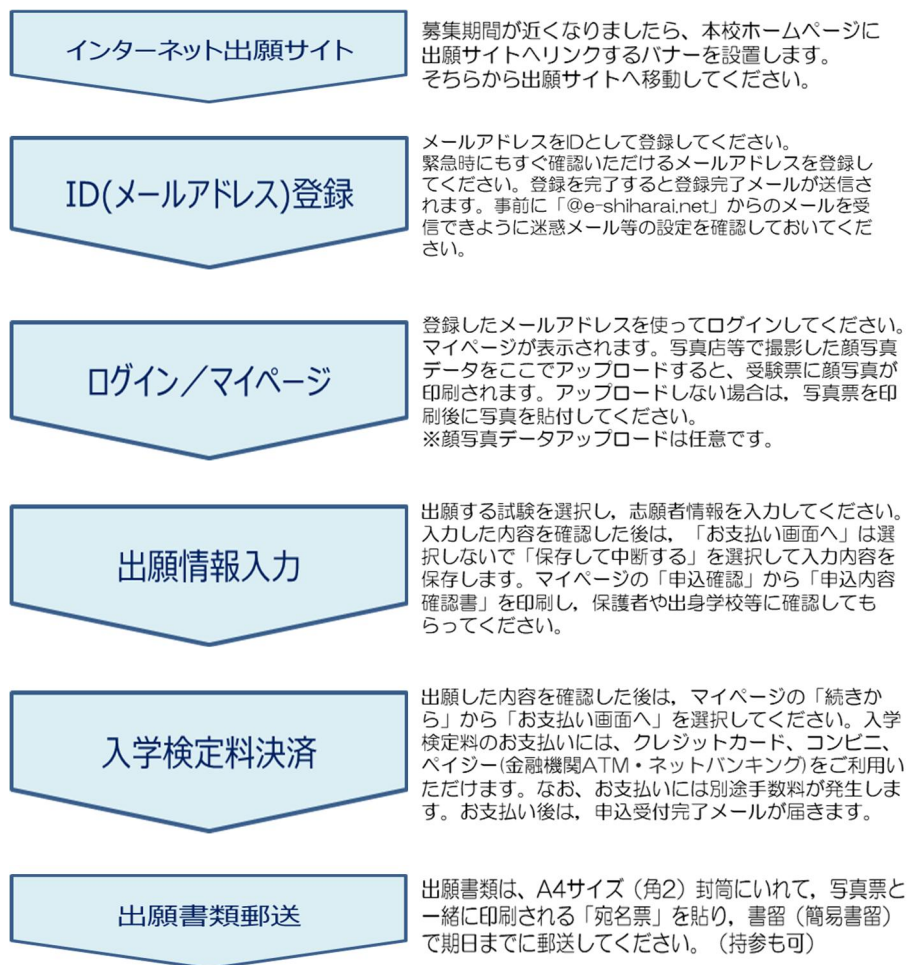 インターネット出願サイト
募集期間が近くなりましたら、本校ホームページに
出願サイトへリンクするバナーを設置します。
そちらから出願サイトへ移動してください。
ID(メールアドレス)登録
メールアドレスをIDとして登録してください。
緊急時にもすぐ確認いただけるメールアドレスを登録し
てください。登録を完了すると登録完了メールが送信さ
れます。事前に「@e-shiharai.net」からのメールを受
信できように迷惑メール等の設定を確認しておいてくだ
さい。
ログイン／マイページ
登録したメールアドレスを使ってログインしてください。
マイページが表示されます。写真店等で撮影した顔写真
データをここでアップロードすると、受験票に顔写真が
印刷されます。アップロードしない場合は，写真票を印
刷後に写真を貼付してください。
※顔写真データアップロードは任意です。
出願情報入力
出願する試験を選択し，志願者情報を入力してください。
入力した内容を確認した後は，「お支払い画面へ」は選
択しないで「保存して中断する」を選択して入力内容を
保存します。マイページの「申込確認」から「申込内容
確認書」を印刷し，保護者や出身学校等に確認しても
らってください。
入学検定料決済
出願した内容を確認した後は，マイページの「続きか
ら」から「お支払い画面へ」を選択してください。入学
検定料のお支払いには、クレジットカード、コンビニ、
ペイジー(金融機関ATM・ネットバンキング)をご利用い
ただけます。なお、お支払いには別途手数料が発生しま
す。お支払い後は，申込受付完了メールが届きます。
出願書類郵送
出願書類は、A4サイズ（角2）封筒にいれて，写真票と
一緒に印刷される「宛名票」を貼り，書留（簡易書留）
で期日までに郵送してください。（持参も可）